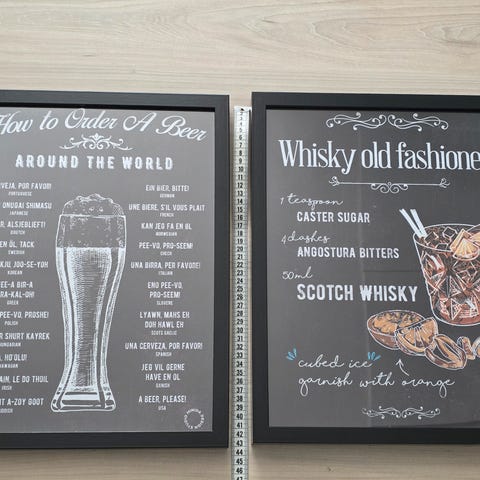 How to Order A Beer
AROUND THE WORLD
RVEJA, POR FAVOR!
PORTUGUESE
ONUGAI SHIMASU
JAPANESE
R, ALSJEBLIEFT!
DUTCH
EN ÖL, TACK
SWEDISH
KJU JOO-SE-YOH
KOREAN
EE-A BIR-A
RA-KAL-OH!
GREEK
PEE-VO, PROSHE!
POLISH
R SHURT KAYREK
HUNGARIAN
A, HO'OLU!
HAWAIIAN
AIN, LE DO THOIL
IRISH
T A-ZOY GOOT
YIDDISH
EIN BIER, BITTE!
GERMAN
UNE BIERE, S'IL VOUS PLAIT
FRENCH
KAN JEG FA EN ØL
NORWEGIAN
PEE-VO, PRO-SEEM!
CZECH
UNA BIRRA, PER FAVORE!
ITALIAN
ENO PEE-VO,
PRO-SEEM!
SLOVENE
LYAWN, MAHS EH
DOH HAWL EH
SCOTS GAELIC
UNA CERVEZA, POR FAVOR!
SPANISH
JEG VIL GERNE
HAVE EN OL
DANISH
A BEER, PLEASE!
USA
Whisky old fashione
1 teaspoon
CASTER SUGAR
4 dashes
ANGOSTURA BITTERS
50ml
SCOTCH WHISKY
cubed ice
garnish with orange